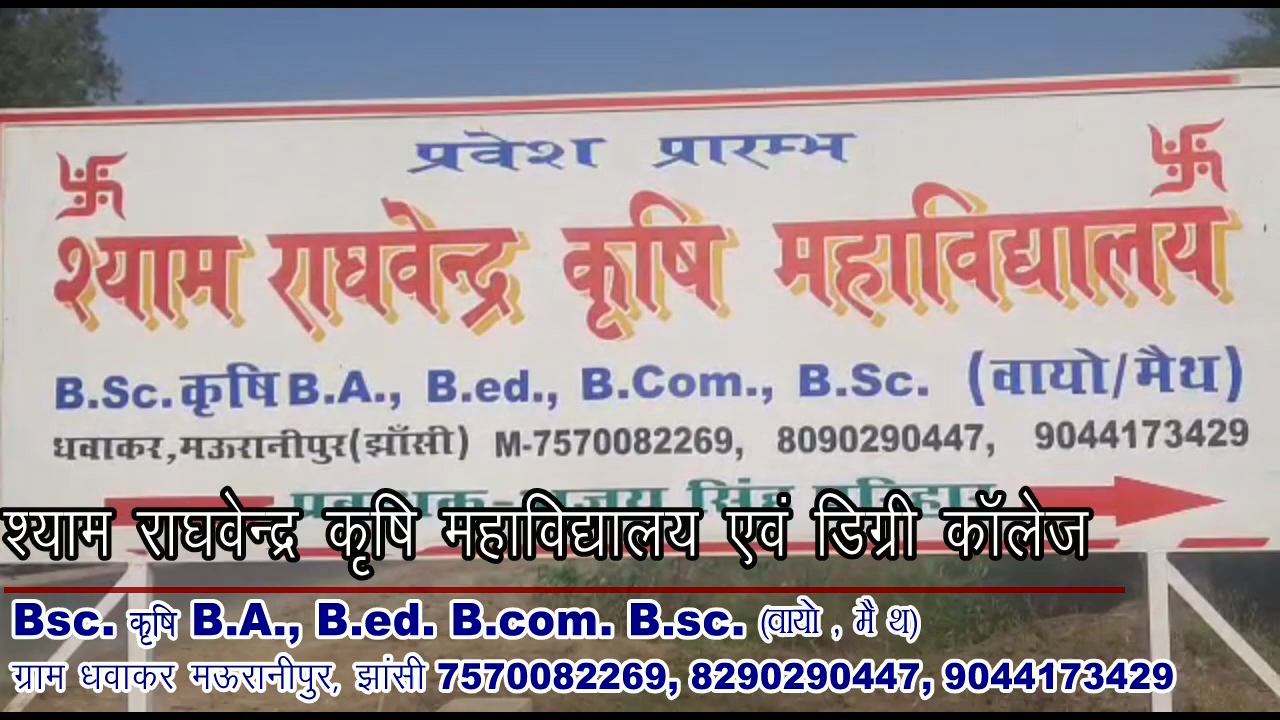 प्रवेश प्रारम्भ
श्याम राघवेन्द्र कृषि महाविद्यालय
B.Sc. कृषि B.A., B.ed., B.Com., B.Sc. (वायो/मैथ)
धवाकर,मऊरानीपुर(झाँसी) M-7570082269, 8090290447, 9044173429
सिंह परिहार
श्याम राघवेन्द्र कृषि महाविद्यालय एवं डिग्री कॉलेज
Bsc. कृषि B.A., B.ed. B.com. B.sc. (वायो , मै थ)
ग्राम धवाकर मऊरानीपुर, झांसी 7570082269, 8290290447, 9044173429